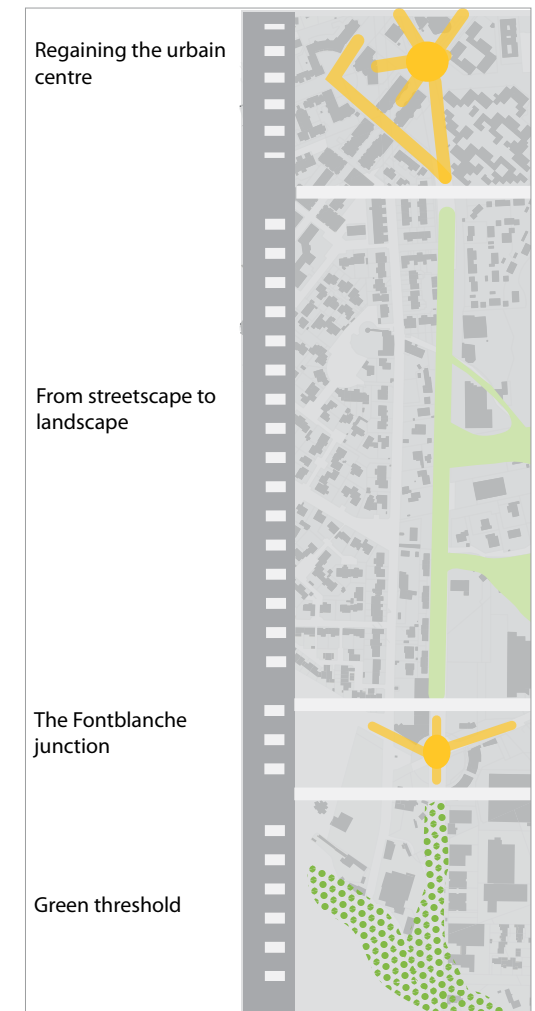 Regaining the urbain
centre
From streetscape to
landscape
The Fontblanche
junction
Green threshold